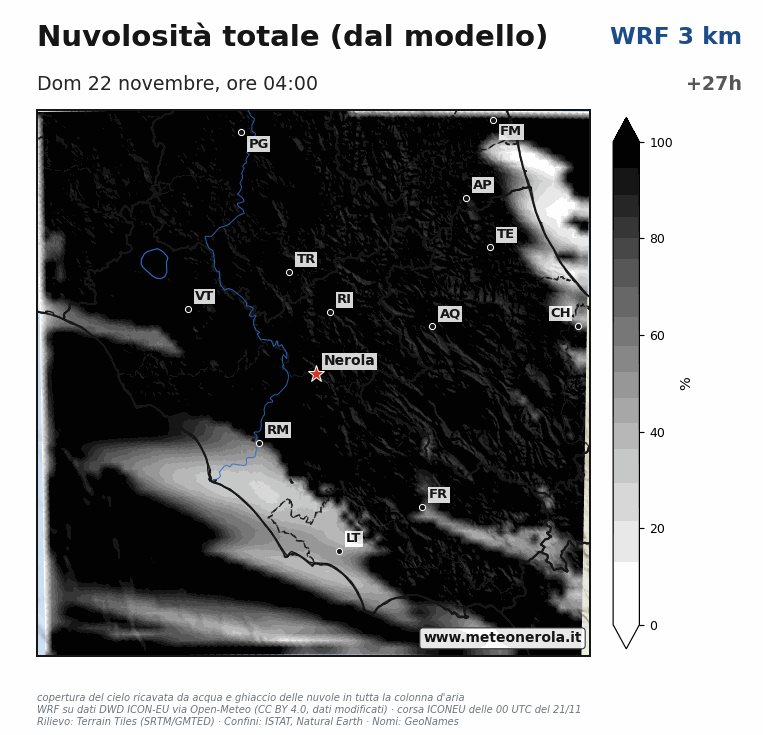 Nuvolosità totale (dal modello)
WRF 3 km
Dom 22 novembre, ore 04:00
+27h
FM
PG
AP
TE
TR
VT
RI
AQ
CH
Nerola
RM
FR
LT
www.meteonerola.it
100
80
60
40
20
0
%
copertura del cielo ricavata da acqua e ghiaccio delle nuvole in tutta la colonna d'aria
WRF su dati DWD ICON-EU via Open-Meteo (CC BY 4.0, dati modificati) · corsa ICONEU delle 00 UTC del 21/11
Rilievo: Terrain Tiles (SRTM/GMTED) · Confini: ISTAT, Natural Earth · Nomi: GeoNames